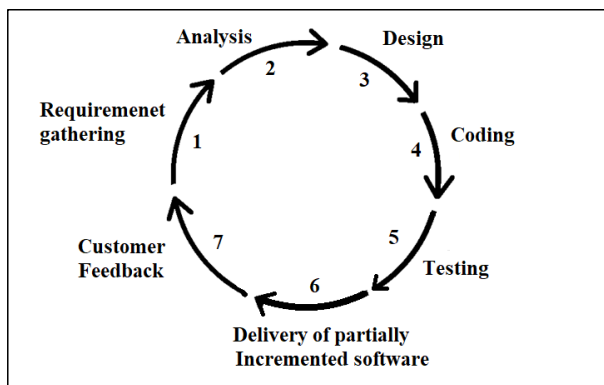 Analysis
2
Design
3
Requiremenet
gathering
1
4
Coding
Customer
Feedback
7
5
Testing
6
Delivery of partially
Incremented software